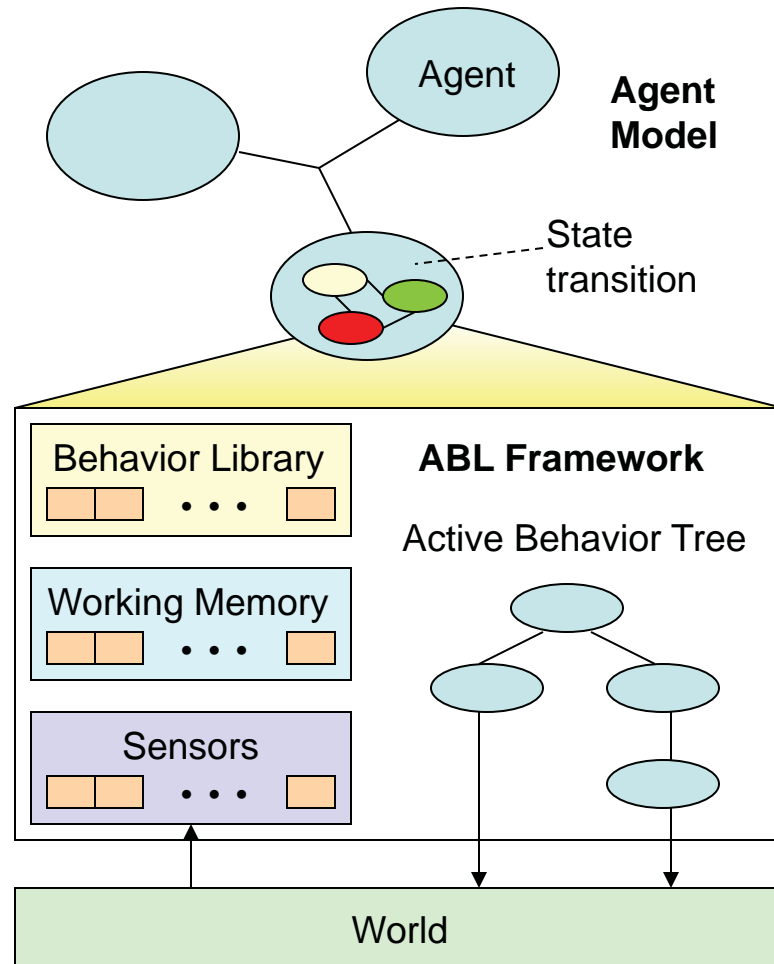 Agent
Agent
Model
State
transition
Behavior Library
• • •
ABL Framework
Active Behavior Tree
Working Memory
• • •
Sensors
• • •
World